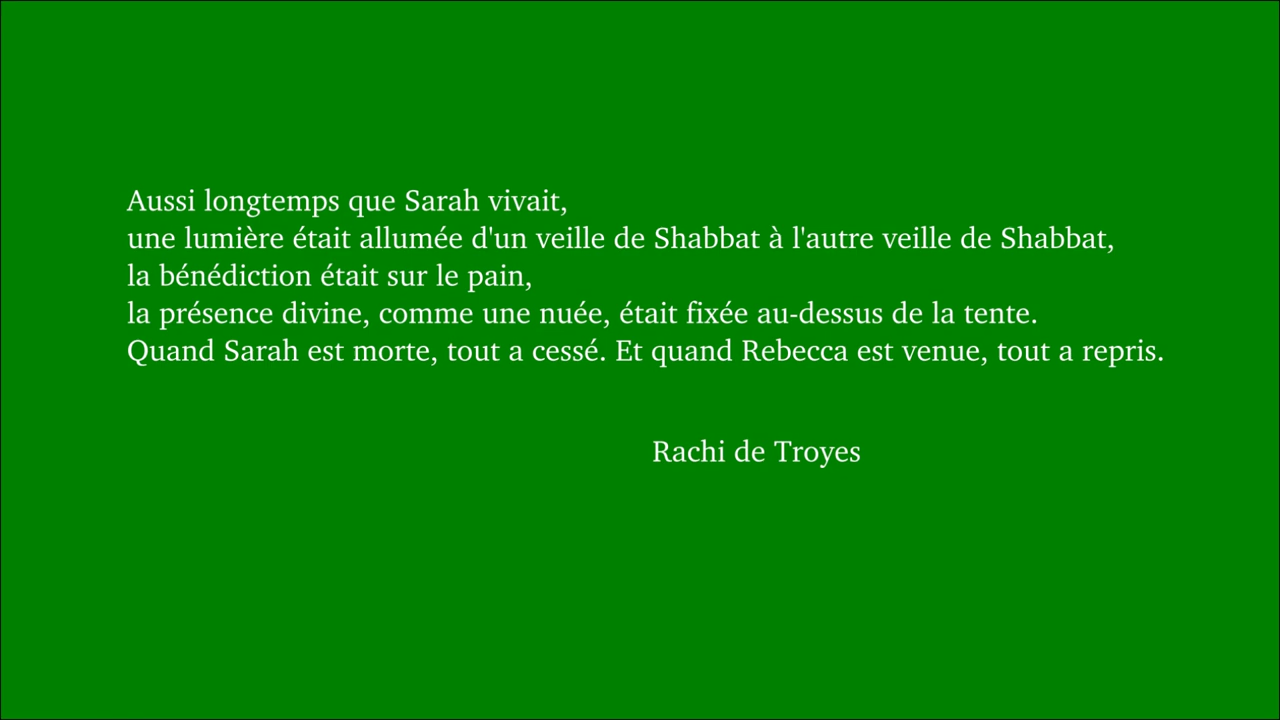 Aussi longtemps que Sarah vivait,
une lumière était allumée d'un veille de Shabbat à l'autre veille de Shabbat,
la bénédiction était sur le pain,
la présence divine, comme une nuée, était fixée au-dessus de la tente.
Quand Sarah est morte, tout a cessé. Et quand Rebecca est venue, tout a repris.
Rachi de Troyes